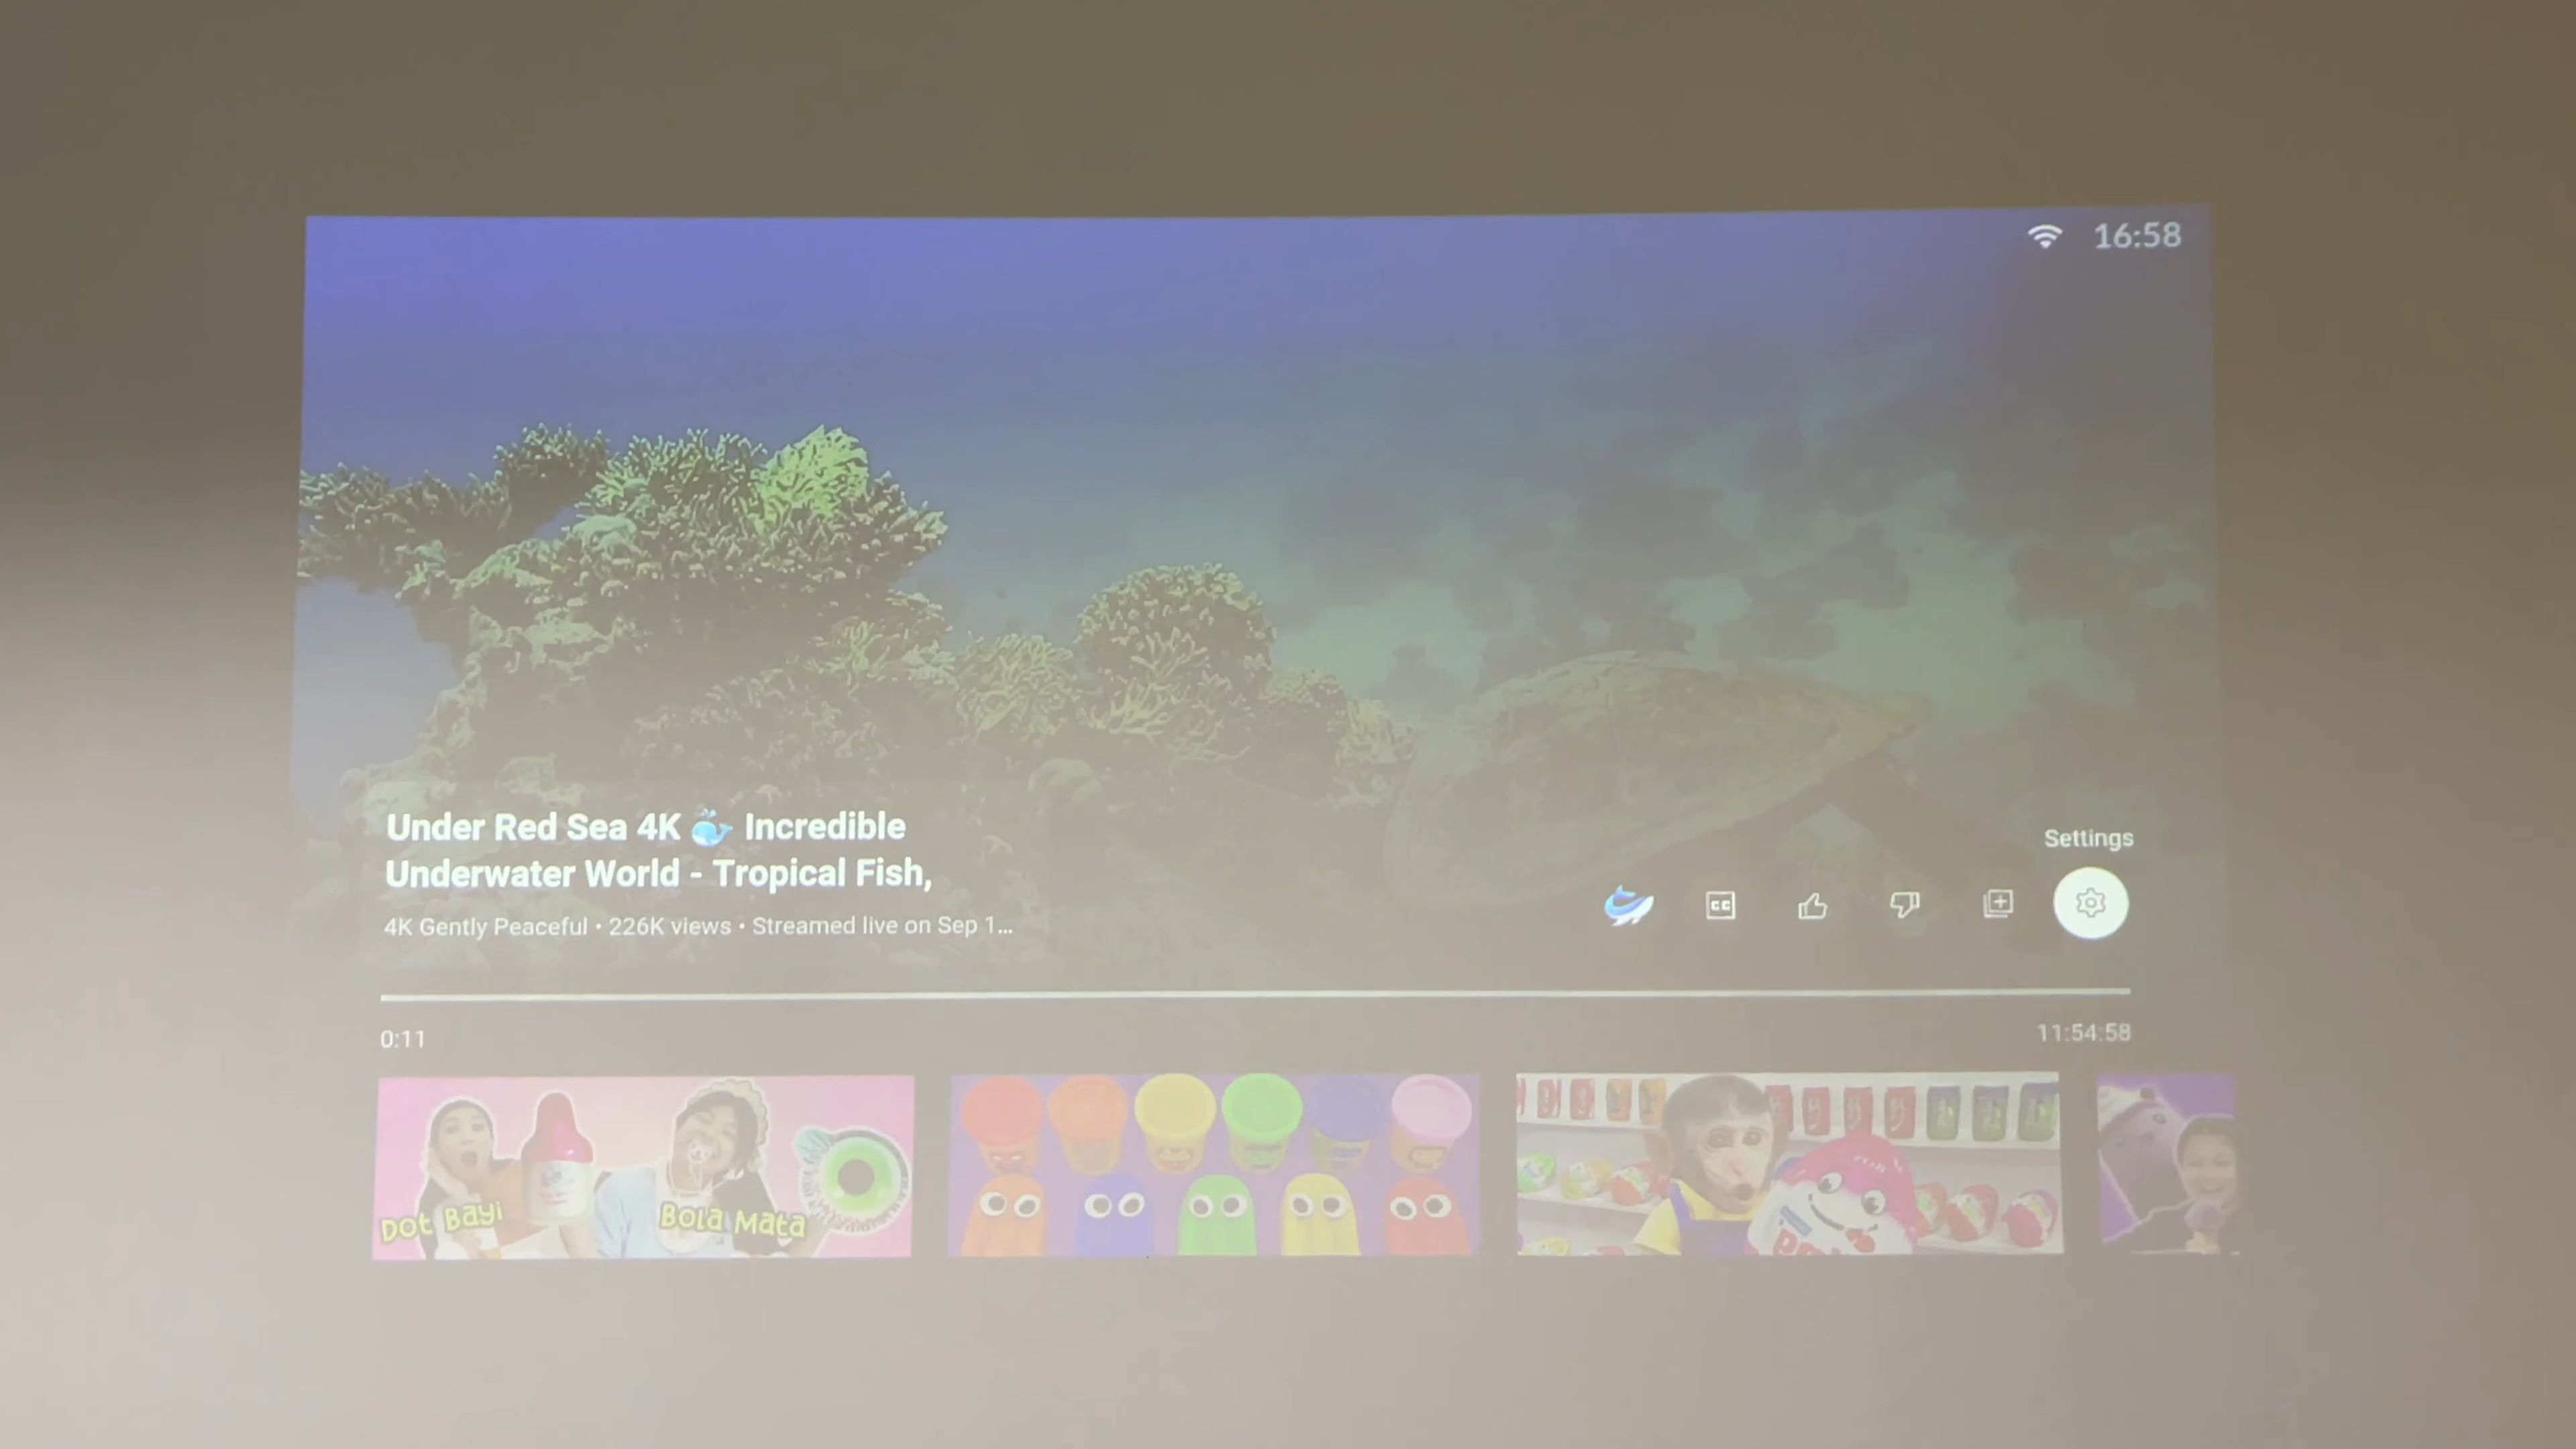 16:58
Under Red Sea 4K 🐳 Incredible
Underwater World - Tropical Fish,
4K Gently Peaceful • 226K views • Streamed live on Sep 1...
Settings
CC
0:11
11:54:58
Dot Bayi
Bola Mata